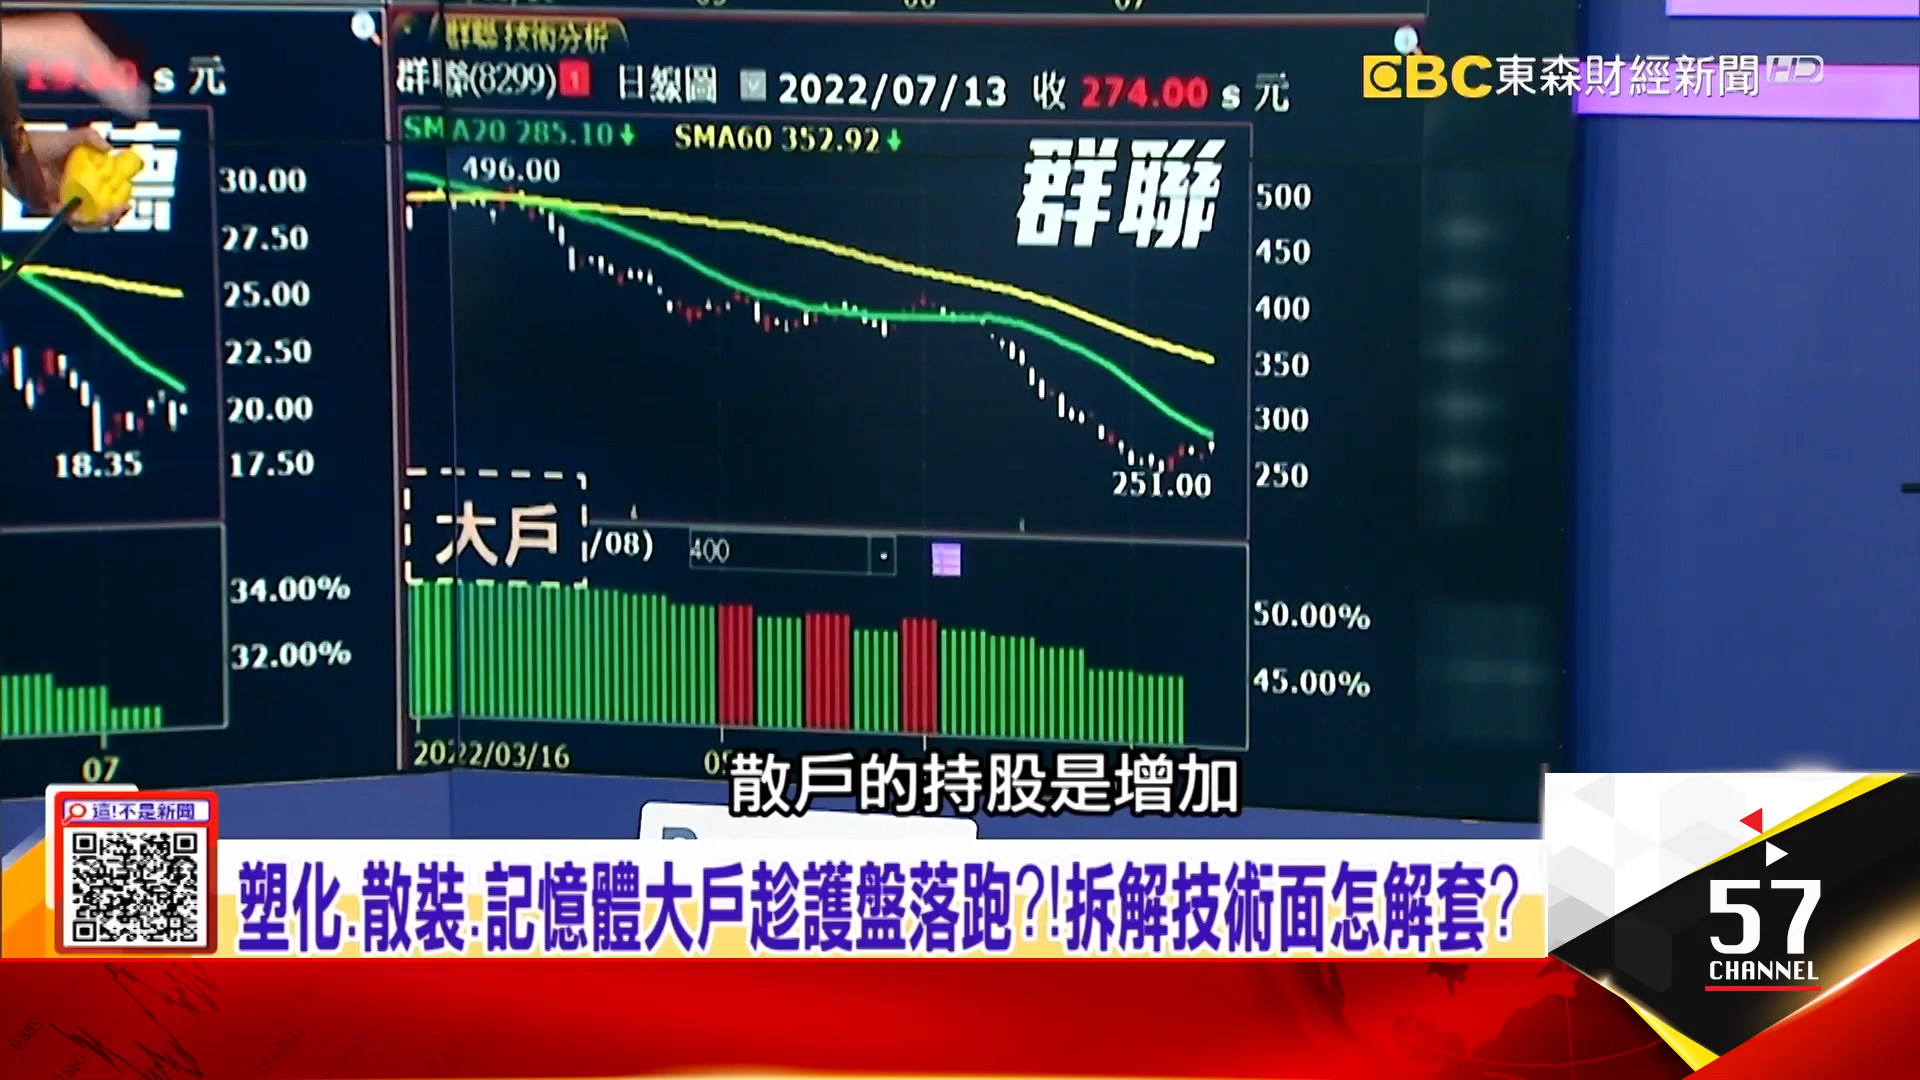 群聯技術分析
s 元
群聯(8299) 1 日線圖 2022/07/13 收 274.00 s 元
EBC東森財經新聞HD
SMA20 285.10↓ SMA60 352.92↓
496.00
群聯
500
450
400
350
300
250
251.00
30.00
27.50
25.00
22.50
20.00
17.50
18.35
大戶
/08)
400
34.00%
32.00%
50.00%
45.00%
07
2022/03/16
散戶的持股是增加
這!不是新聞
塑化.散裝.記憶體大戶趁護盤落跑?!拆解技術面怎解套?
57
CHANNEL